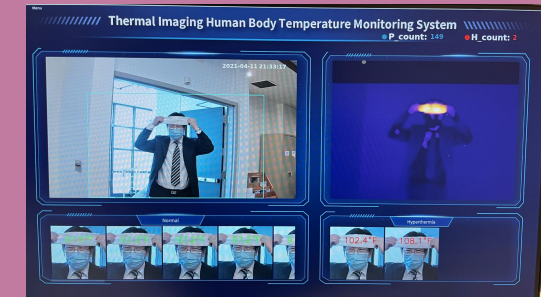 Menu
Thermal Imaging Human Body Temperature Monitoring System
P_count: 149
H_count: 2
2021-04-11 21:33:17
Normal
Hyperthermia
102.4°F
108.1°F